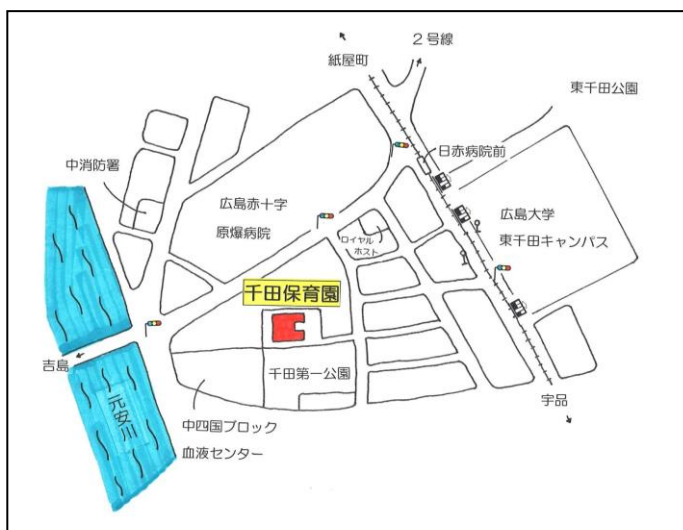 2号線
紙屋町
東千田公園
日赤病院前
中消防署
広島赤十字
原爆病院
広島大学
東千田キャンパス
ロイヤル
ホスト
千田保育園
吉島
千田第一公園
元安川
宇品
中四国ブロック
血液センター